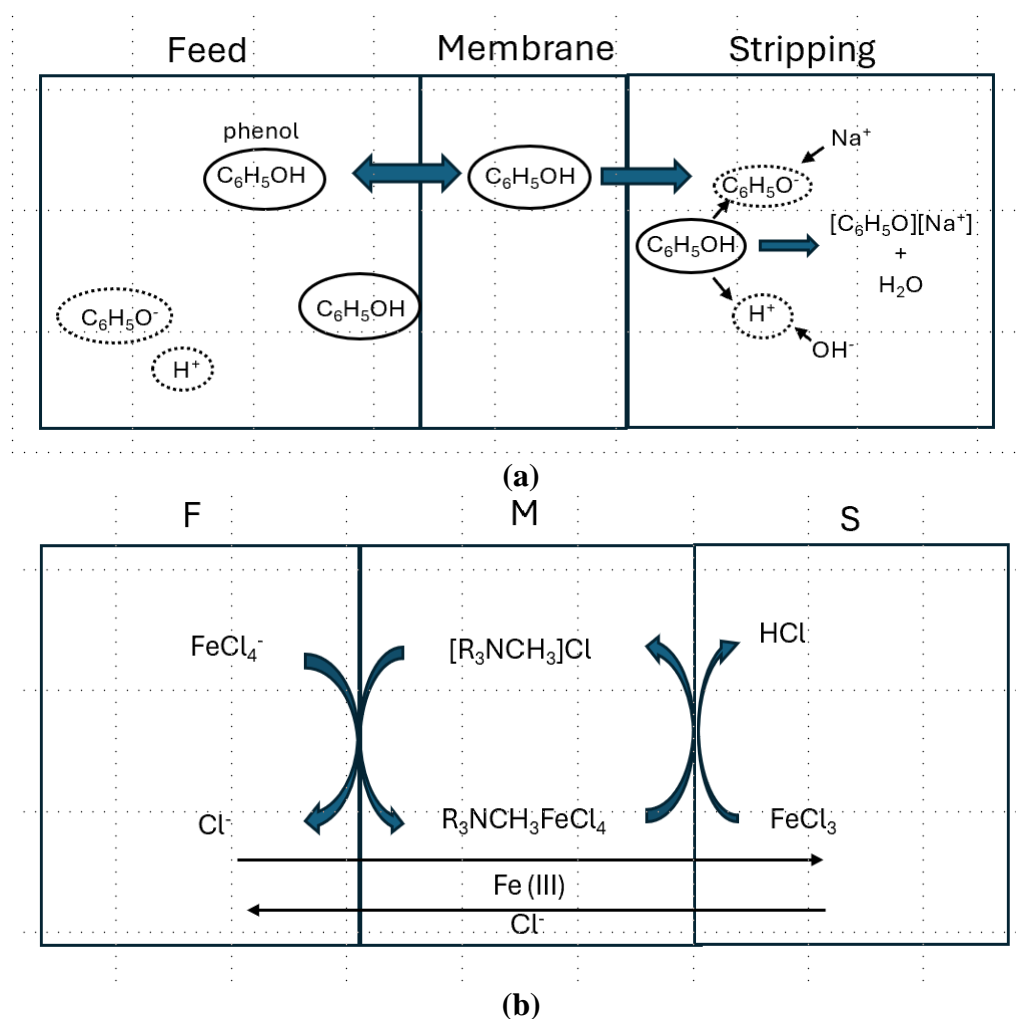 Feed Membrane Stripping
phenol
Na⁺
C₆H₅OH C₆H₅OH C₆H₅O⁻
[C₆H₅O][Na⁺]
C₆H₅OH
+
H₂O
C₆H₅OH
C₆H₅O⁻
H⁺
OH⁻
H⁺
(a)
F M S
HCl
FeCl₄⁻ [R₃NCH₃]Cl
Cl⁻ R₃NCH₃FeCl₄ FeCl₃
Fe (III)
Cl⁻
(b)